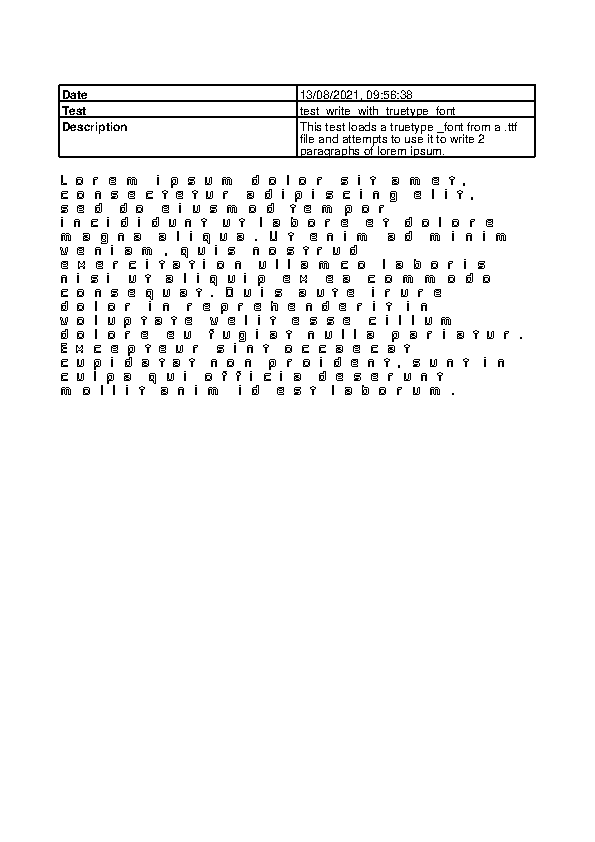 Date 13/08/2021, 09:56:38
Test test_write_with_truetype_font
Description This test loads a truetype _font from a .ttf
file and attempts to use it to write 2
paragraphs of lorem ipsum.
Lorem ipsum dolor sit amet,
consectetur adipiscing elit,
sed do eiusmod tempor
incididunt ut labore et dolore
magna aliqua. Ut enim ad minim
veniam, quis nostrud
exercitation ullamco laboris
nisi ut aliquip ex ea commodo
consequat. Duis aute irure
dolor in reprehenderit in
voluptate velit esse cillum
dolore eu fugiat nulla pariatur.
Excepteur sint occaecat
cupidatat non proident, sunt in
culpa qui officia deserunt
mollit anim id est laborum.